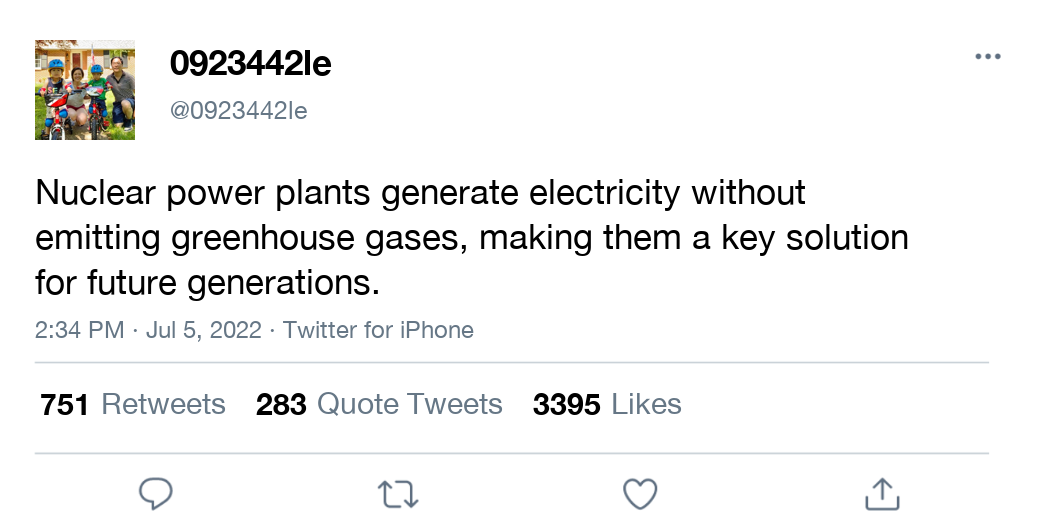 0923442le
@0923442le
Nuclear power plants generate electricity without
emitting greenhouse gases, making them a key solution
for future generations.
2:34 PM · Jul 5, 2022 · Twitter for iPhone
751 Retweets 283 Quote Tweets 3395 Likes